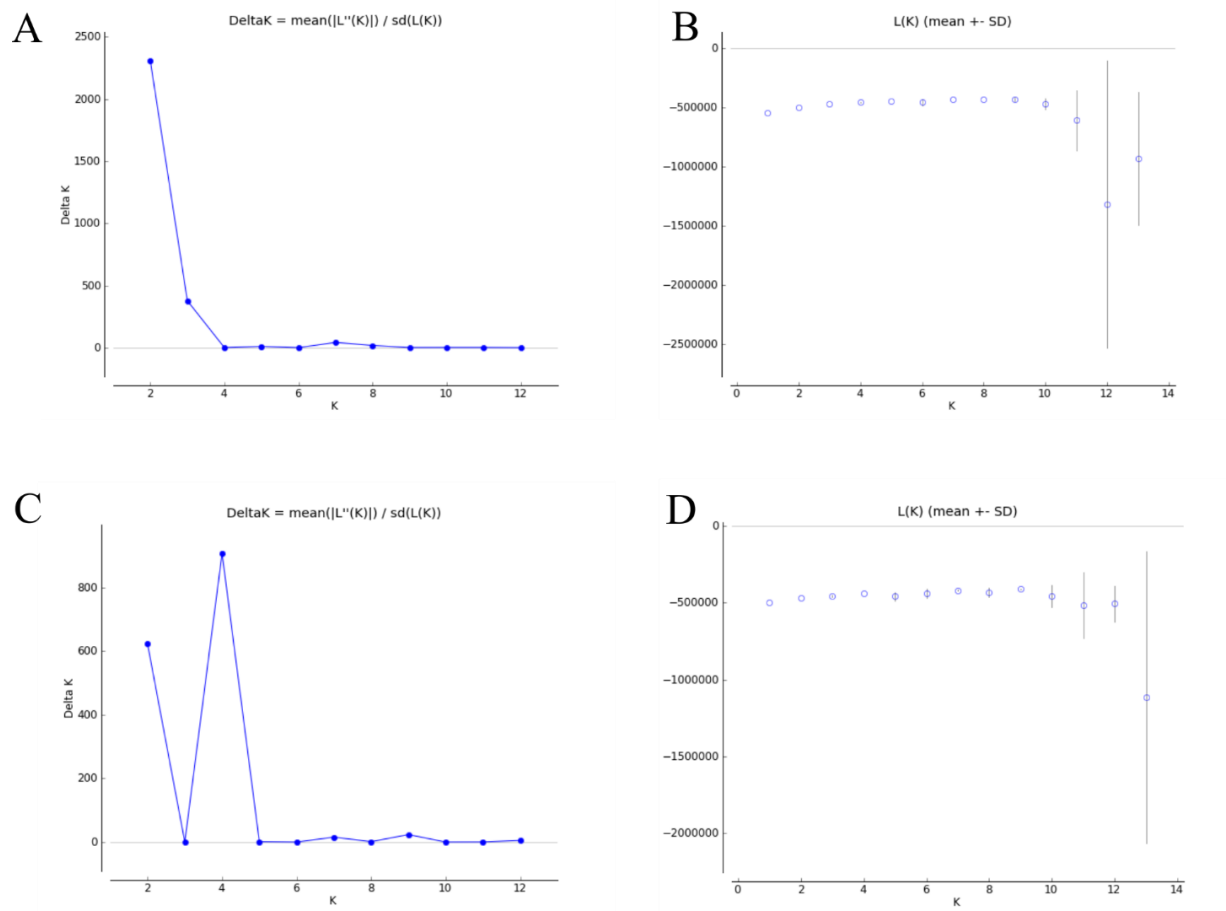 A
DeltaK = mean(|L''(K)|) / sd(L(K))
2500
2000
1500
1000
500
0
Delta K
2 4 6 8 10 12
K
B
L(K) (mean +- SD)
0
−500000
−1000000
−1500000
−2000000
−2500000
0 2 4 6 8 10 12 14
K
C
DeltaK = mean(|L''(K)|) / sd(L(K))
800
600
400
200
0
Delta K
2 4 6 8 10 12
K
D
L(K) (mean +- SD)
0
−500000
−1000000
−1500000
−2000000
0 2 4 6 8 10 12 14
K